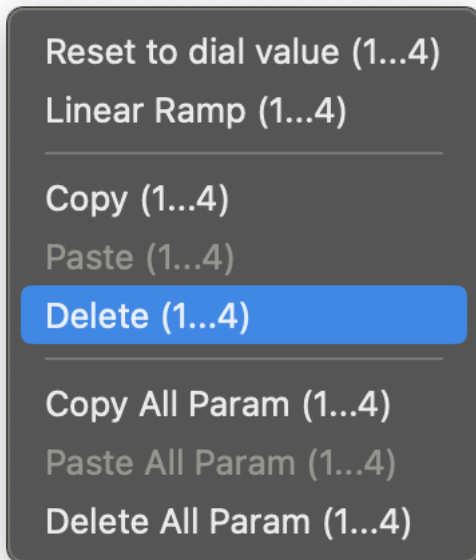 Reset to dial value (1...4)
Linear Ramp (1...4)
Copy (1...4)
Paste (1...4)
Delete (1...4)
Copy All Param (1...4)
Paste All Param (1...4)
Delete All Param (1...4)